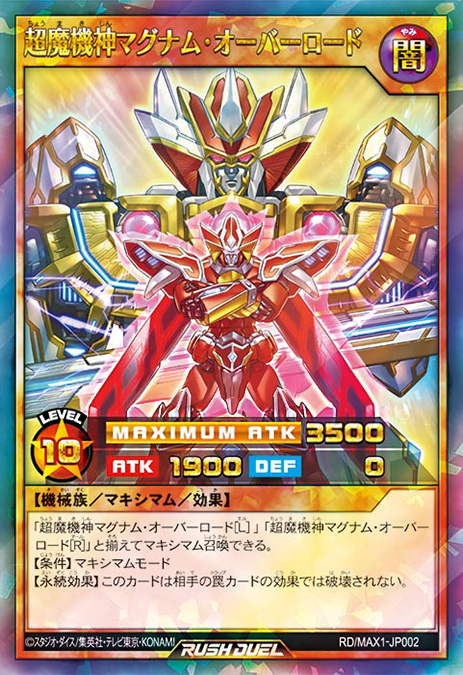 超魔機神マグナム・オーバーロード
闇
LEVEL
10
MAXIMUM ATK 3500
ATK 1900 DEF 0
【機械族／マキシマム／効果】
「超魔機神マグナム・オーバーロード[L]」「超魔機神マグナム・オーバー
ロード[R]」と揃えてマキシマム召喚できる。
【条件】マキシマムモード
【永続効果】このカードは相手の罠カードの効果では破壊されない。
©スタジオ・ダイス/集英社・テレビ東京・KONAMI
RUSH DUEL
RD/MAX1-JP002